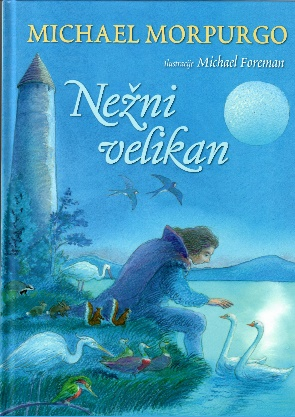 MICHAEL MORPURGO
ilustracije Michael Foreman
Nežni
velikan